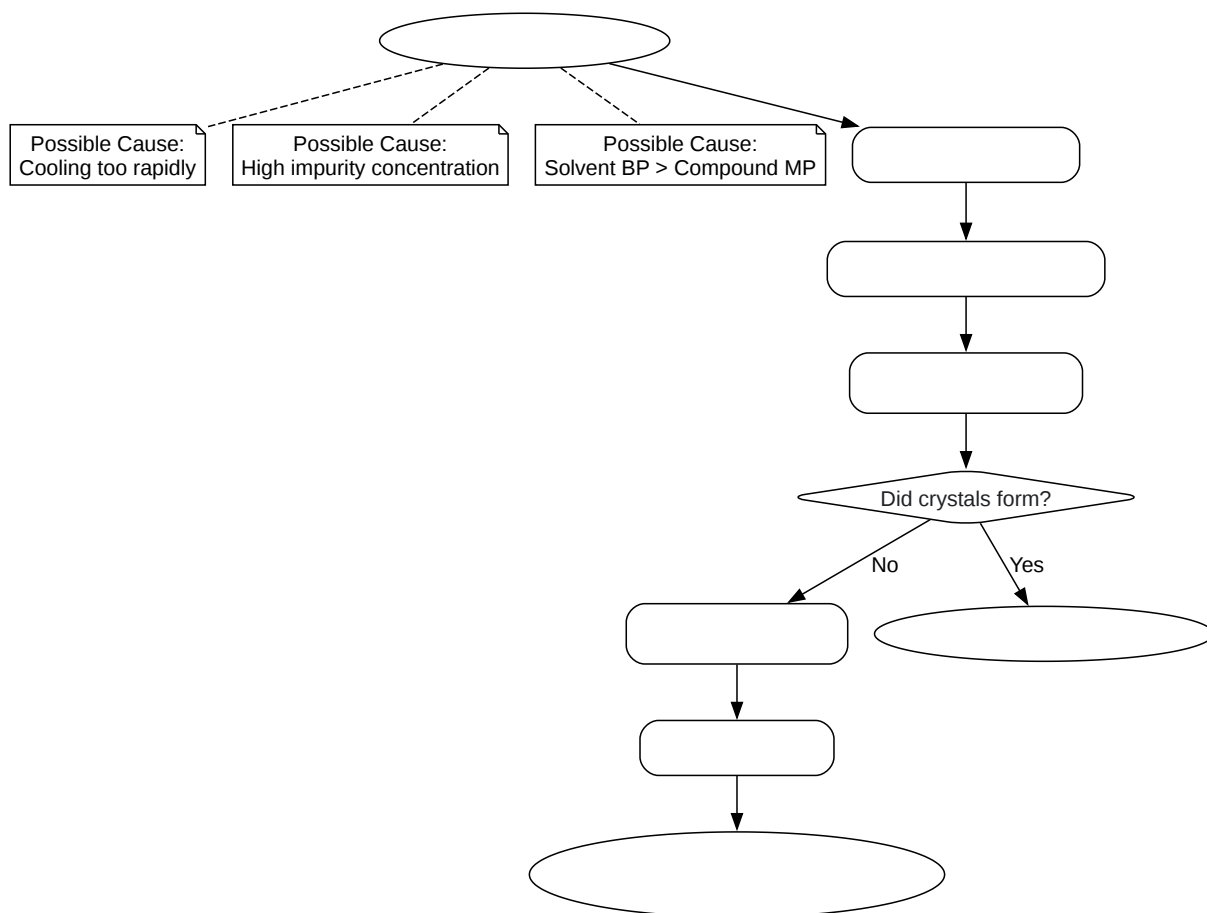 Possible Cause:
Cooling too rapidly
Possible Cause:
High impurity concentration
Possible Cause:
Solvent BP > Compound MP
Did crystals form?
No
Yes